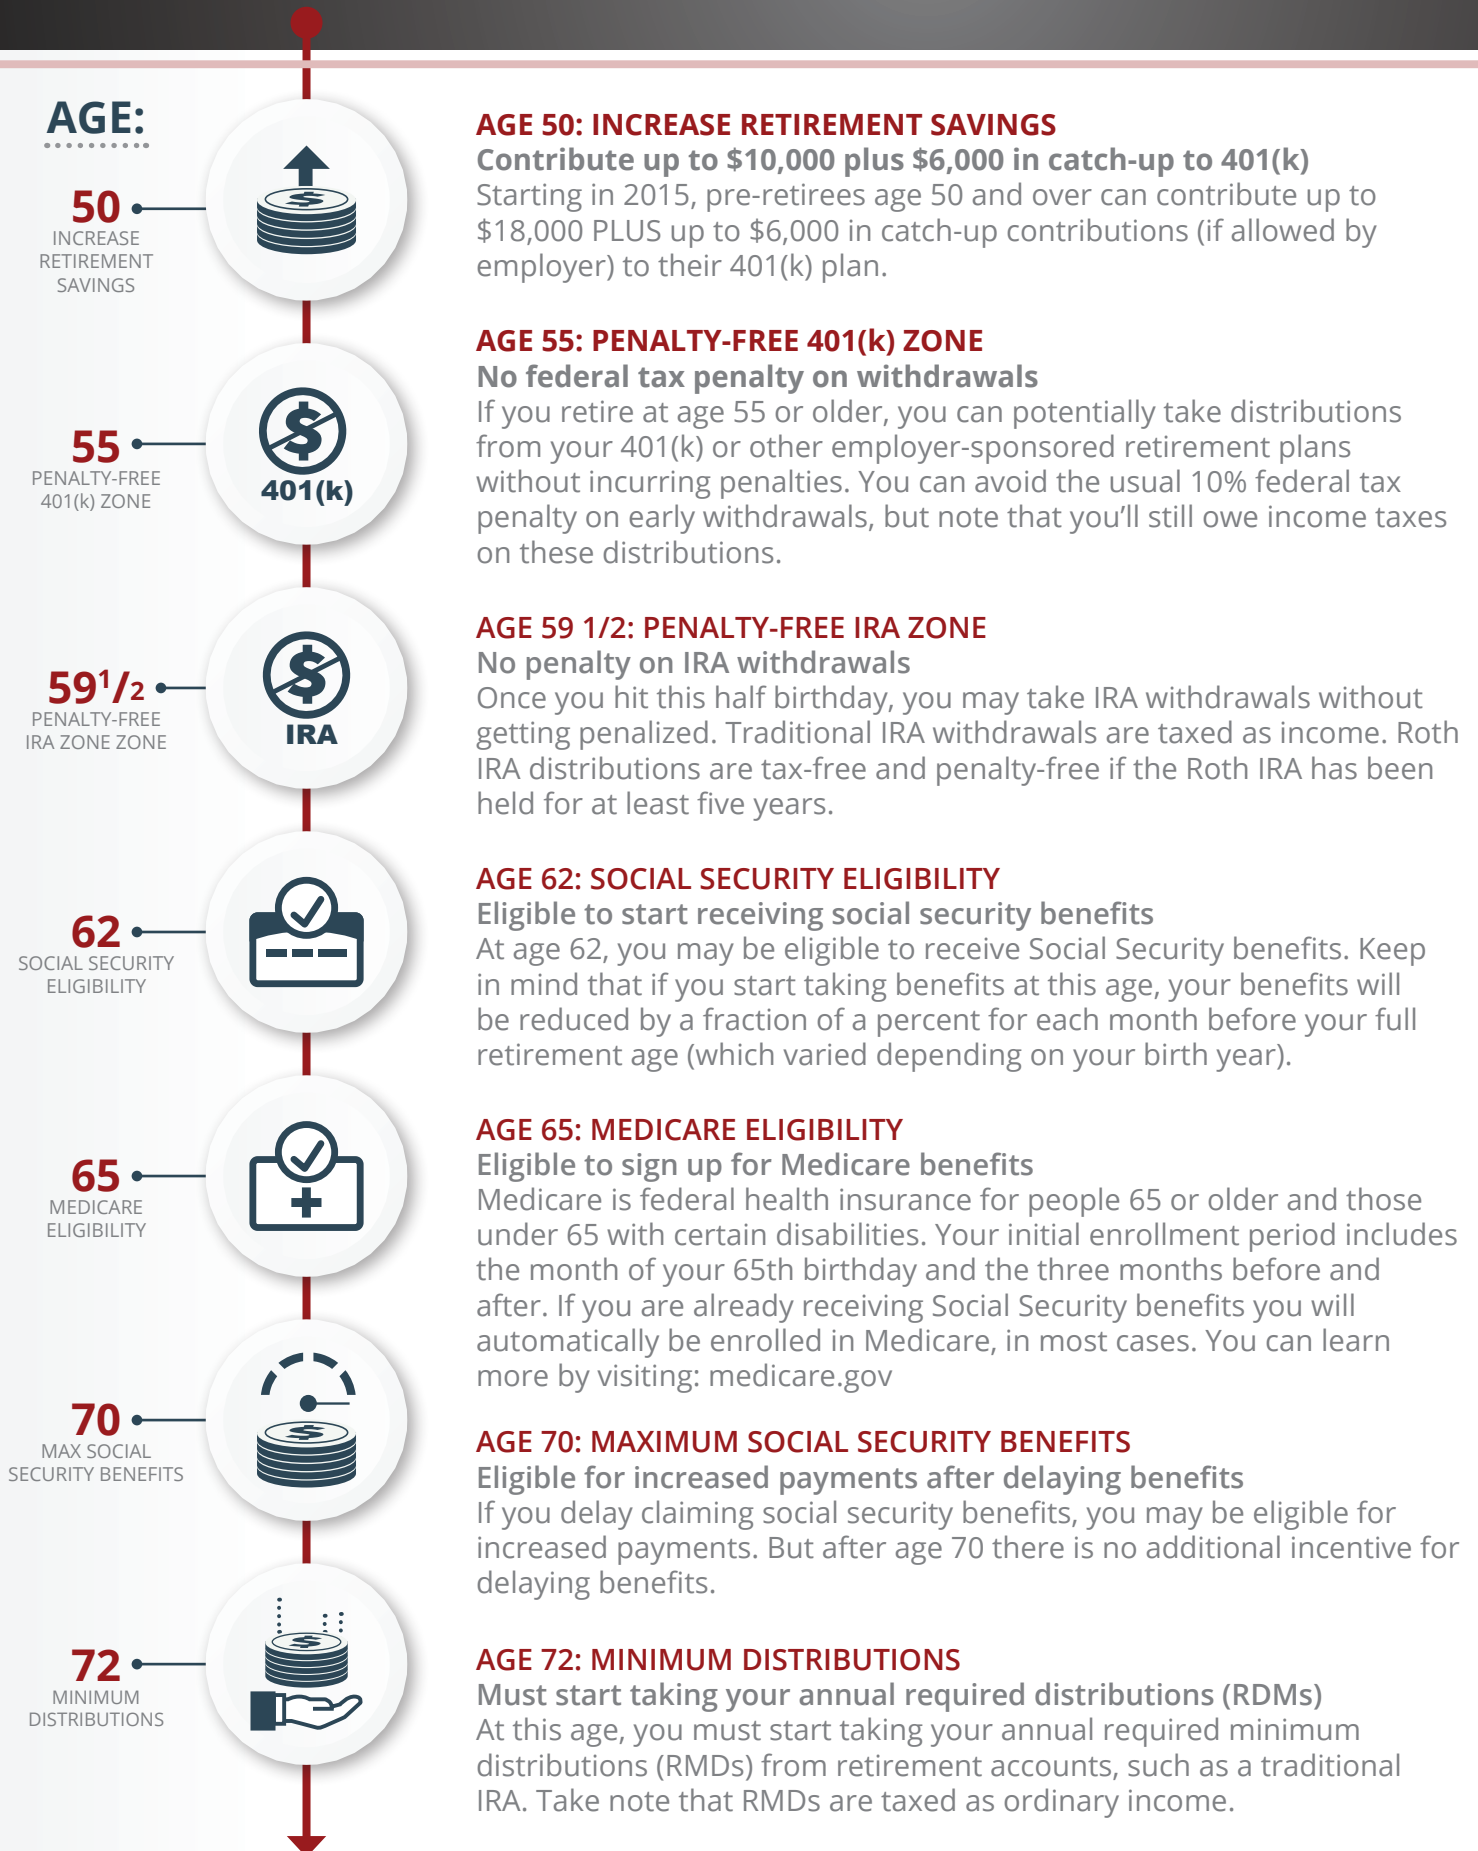 AGE:
50
INCREASE
RETIREMENT
SAVINGS
AGE 50: INCREASE RETIREMENT SAVINGS
Contribute up to $10,000 plus $6,000 in catch-up to 401(k)
Starting in 2015, pre-retirees age 50 and over can contribute up to
$18,000 PLUS up to $6,000 in catch-up contributions (if allowed by
employer) to their 401(k) plan.
55
PENALTY-FREE
401(k) ZONE
$
401(k)
AGE 55: PENALTY-FREE 401(k) ZONE
No federal tax penalty on withdrawals
If you retire at age 55 or older, you can potentially take distributions
from your 401(k) or other employer-sponsored retirement plans
without incurring penalties. You can avoid the usual 10% federal tax
penalty on early withdrawals, but note that you’ll still owe income taxes
on these distributions.
59¹/2
PENALTY-FREE
IRA ZONE ZONE
$
IRA
AGE 59 1/2: PENALTY-FREE IRA ZONE
No penalty on IRA withdrawals
Once you hit this half birthday, you may take IRA withdrawals without
getting penalized. Traditional IRA withdrawals are taxed as income. Roth
IRA distributions are tax-free and penalty-free if the Roth IRA has been
held for at least five years.
62
SOCIAL SECURITY
ELIGIBILITY
AGE 62: SOCIAL SECURITY ELIGIBILITY
Eligible to start receiving social security benefits
At age 62, you may be eligible to receive Social Security benefits. Keep
in mind that if you start taking benefits at this age, your benefits will
be reduced by a fraction of a percent for each month before your full
retirement age (which varied depending on your birth year).
65
MEDICARE
ELIGIBILITY
AGE 65: MEDICARE ELIGIBILITY
Eligible to sign up for Medicare benefits
Medicare is federal health insurance for people 65 or older and those
under 65 with certain disabilities. Your initial enrollment period includes
the month of your 65th birthday and the three months before and
after. If you are already receiving Social Security benefits you will
automatically be enrolled in Medicare, in most cases. You can learn
more by visiting: medicare.gov
70
MAX SOCIAL
SECURITY BENEFITS
AGE 70: MAXIMUM SOCIAL SECURITY BENEFITS
Eligible for increased payments after delaying benefits
If you delay claiming social security benefits, you may be eligible for
increased payments. But after age 70 there is no additional incentive for
delaying benefits.
72
MINIMUM
DISTRIBUTIONS
AGE 72: MINIMUM DISTRIBUTIONS
Must start taking your annual required distributions (RDMs)
At this age, you must start taking your annual required minimum
distributions (RMDs) from retirement accounts, such as a traditional
IRA. Take note that RMDs are taxed as ordinary income.